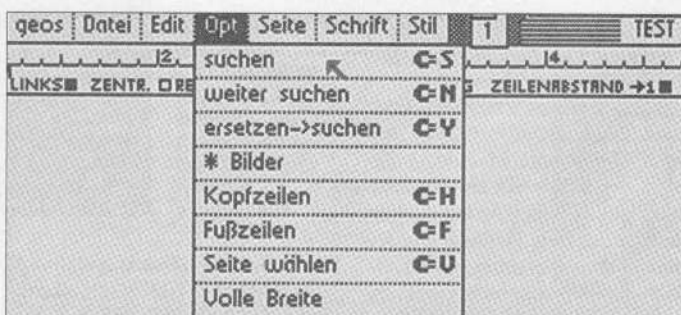 geos Datei Edit Opt Seite Schrift Stil 1 TEST
2 4
LINKS ZENTR. RE G ZEILENABSTAND →1
suchen C=S
weiter suchen C=N
ersetzen->suchen C=Y
* Bilder
Kopfzeilen C=H
Fußzeilen C=F
Seite wählen C=V
Volle Breite